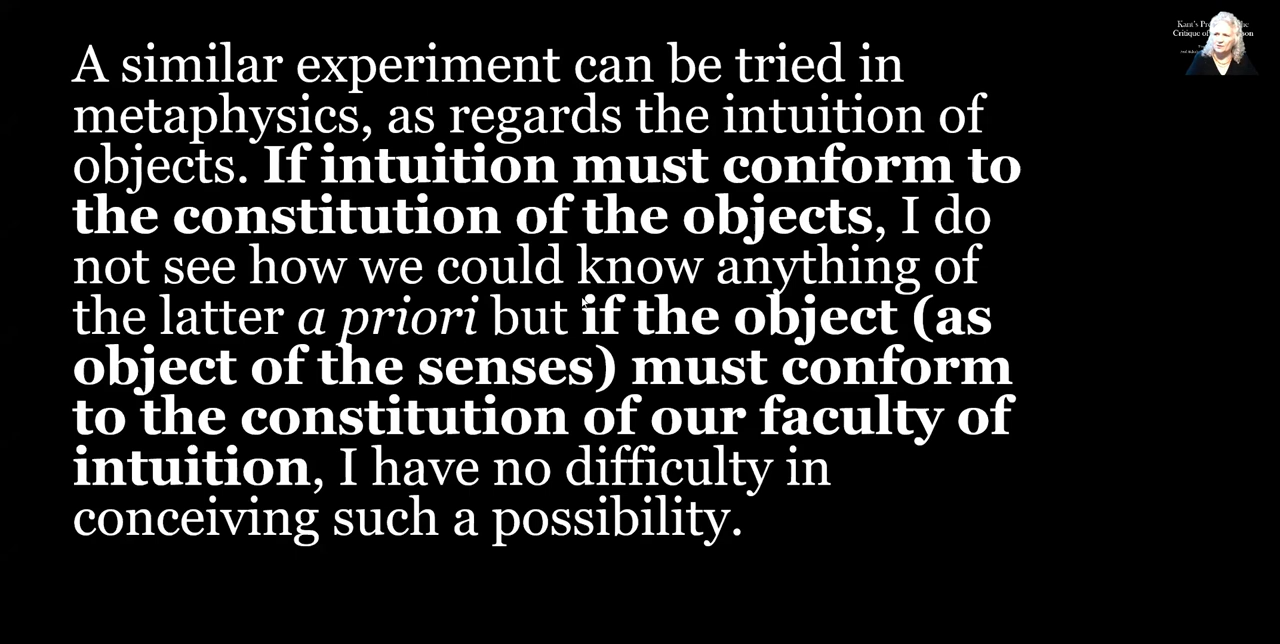 A similar experiment can be tried in
metaphysics, as regards the intuition of
objects. If intuition must conform to
the constitution of the objects, I do
not see how we could know anything of
the latter a priori but if the object (as
object of the senses) must conform
to the constitution of our faculty of
intuition, I have no difficulty in
conceiving such a possibility.
Kant's
Critique of